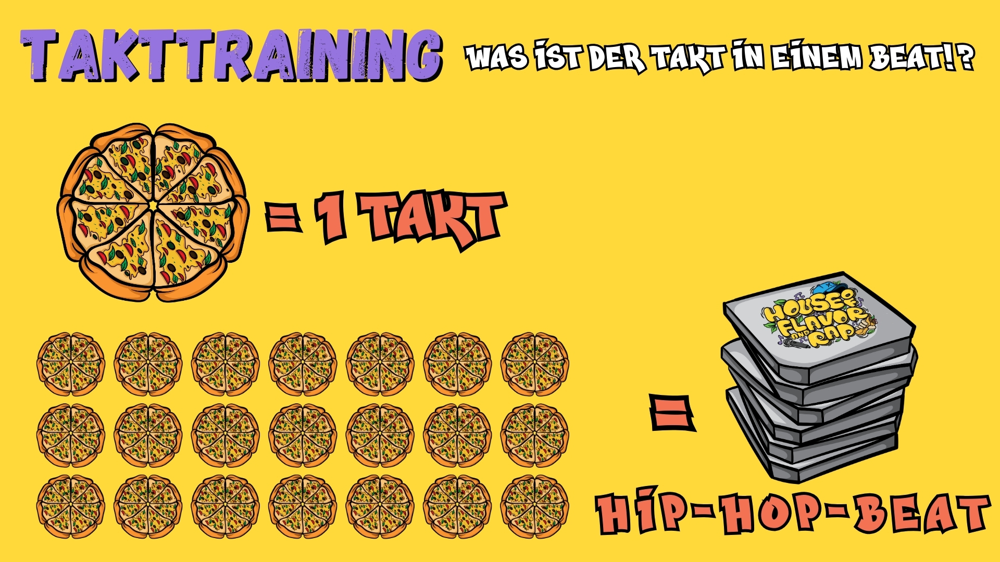 TAKTTRAINING
WAS IST DER TAKT IN EINEM BEAT!?
= 1 TAKT
HOUSE OF
FLAVOR
AND RAP
=
HIP-HOP-BEAT